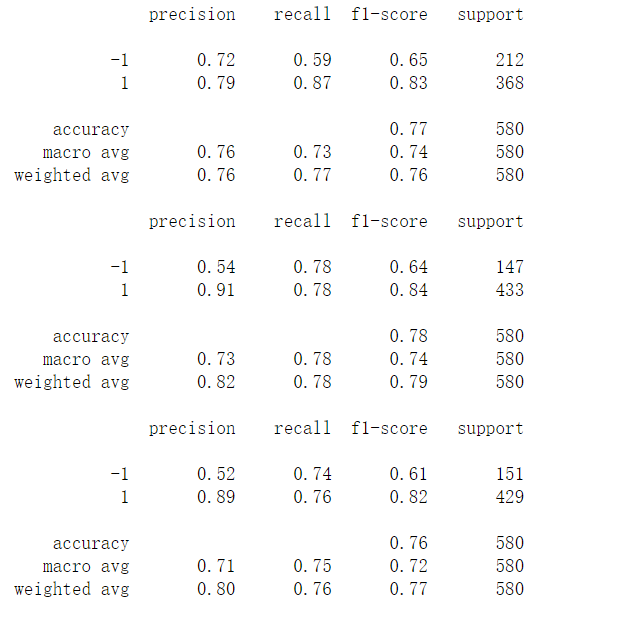 precision recall f1-score support
-1 0.72 0.59 0.65 212
1 0.79 0.87 0.83 368
accuracy 0.77 580
macro avg 0.76 0.73 0.74 580
weighted avg 0.76 0.77 0.76 580
precision recall f1-score support
-1 0.54 0.78 0.64 147
1 0.91 0.78 0.84 433
accuracy 0.78 580
macro avg 0.73 0.78 0.74 580
weighted avg 0.82 0.78 0.79 580
precision recall f1-score support
-1 0.52 0.74 0.61 151
1 0.89 0.76 0.82 429
accuracy 0.76 580
macro avg 0.71 0.75 0.72 580
weighted avg 0.80 0.76 0.77 580